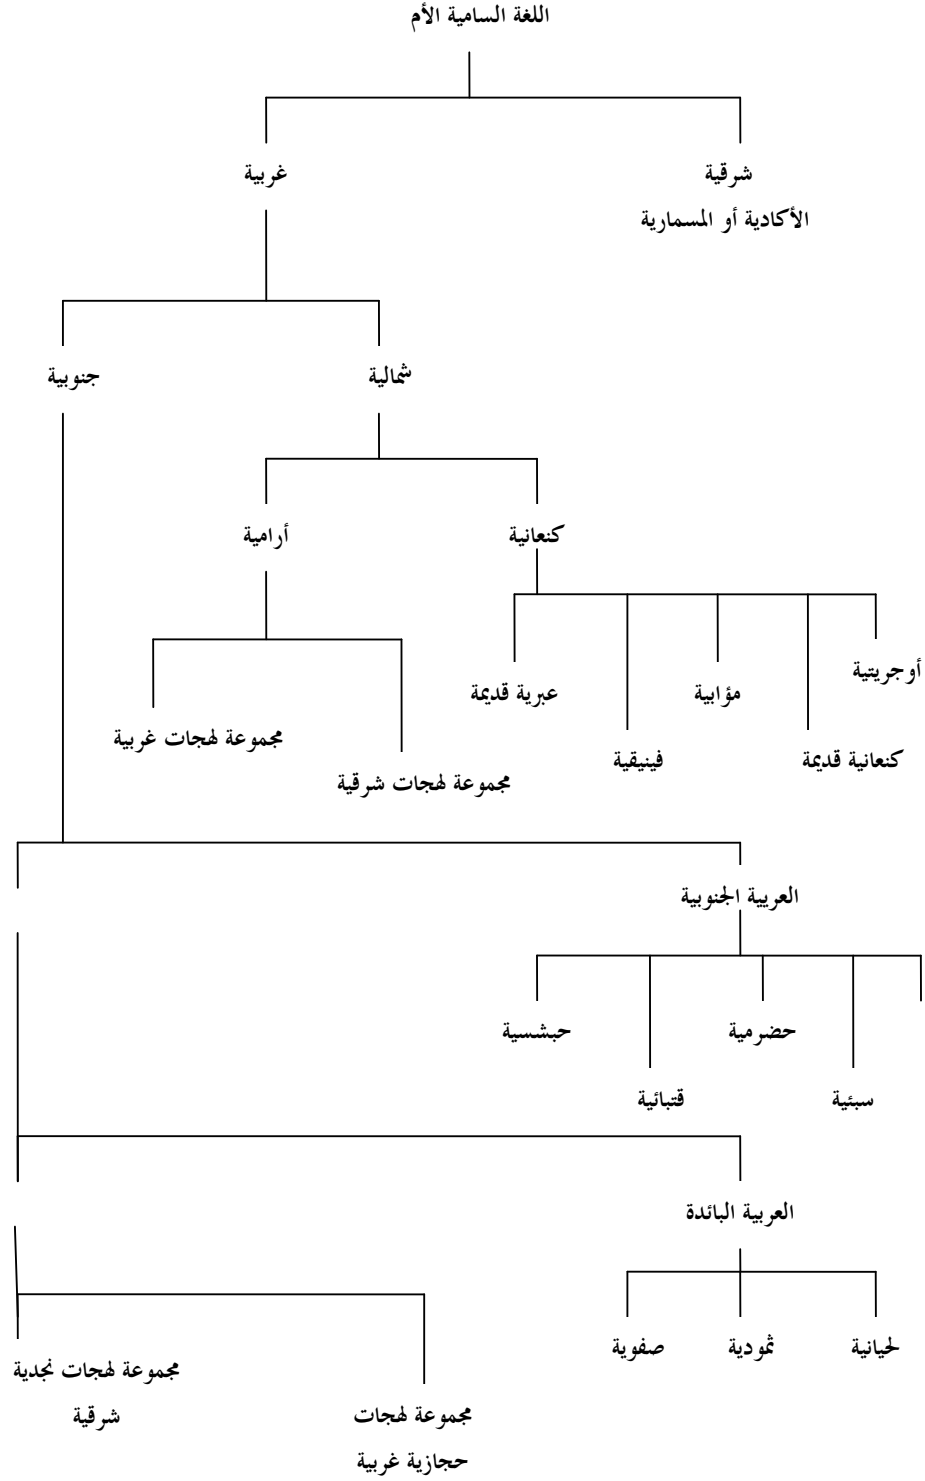 اللغة السامية الأم
شرقية
غربية
الأكادية أو المسمارية
شمالية
جنوبية
كنعانية
أرامية
أوجريتية
مؤابية
عبرية قديمة
كنعانية قديمة
فينيقية
مجموعة لهجات غربية
مجموعة لهجات شرقية
العربية الجنوبية
حضرمية
حبشسية
سبئية
قتبائية
العربية البائدة
لحيانية
ثمودية
صفوية
مجموعة لهجات نجدية
شرقية
مجموعة لهجات
حجازية غربية